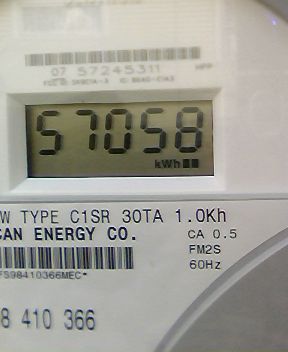 07 57245311
57058
kWh
W TYPE C1SR 30TA 1.0Kh
CAN ENERGY CO.
CA 0.5
FM2S
60Hz
FS98410366MEC*
8 410 366